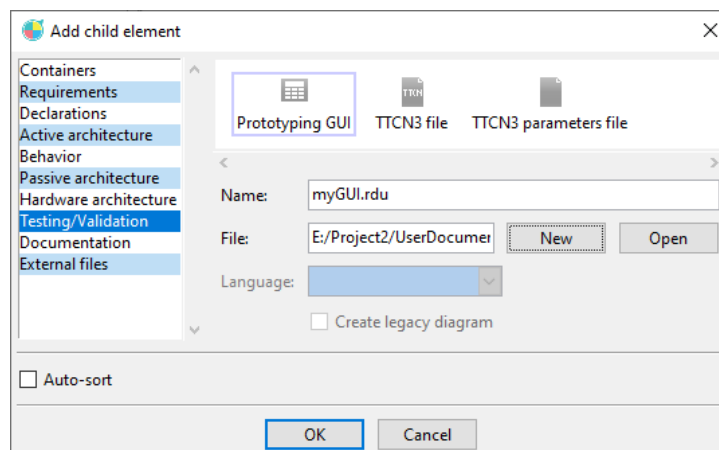 Add child element
Containers
Requirements
Declarations
Active architecture
Behavior
Passive architecture
Hardware architecture
Testing/Validation
Documentation
External files
TTCN
Prototyping GUI
TTCN3 file
TTCN3 parameters file
Name:
myGUI.rdu
File:
E:/Project2/UserDocumer
New
Open
Language:
Create legacy diagram
Auto-sort
OK
Cancel